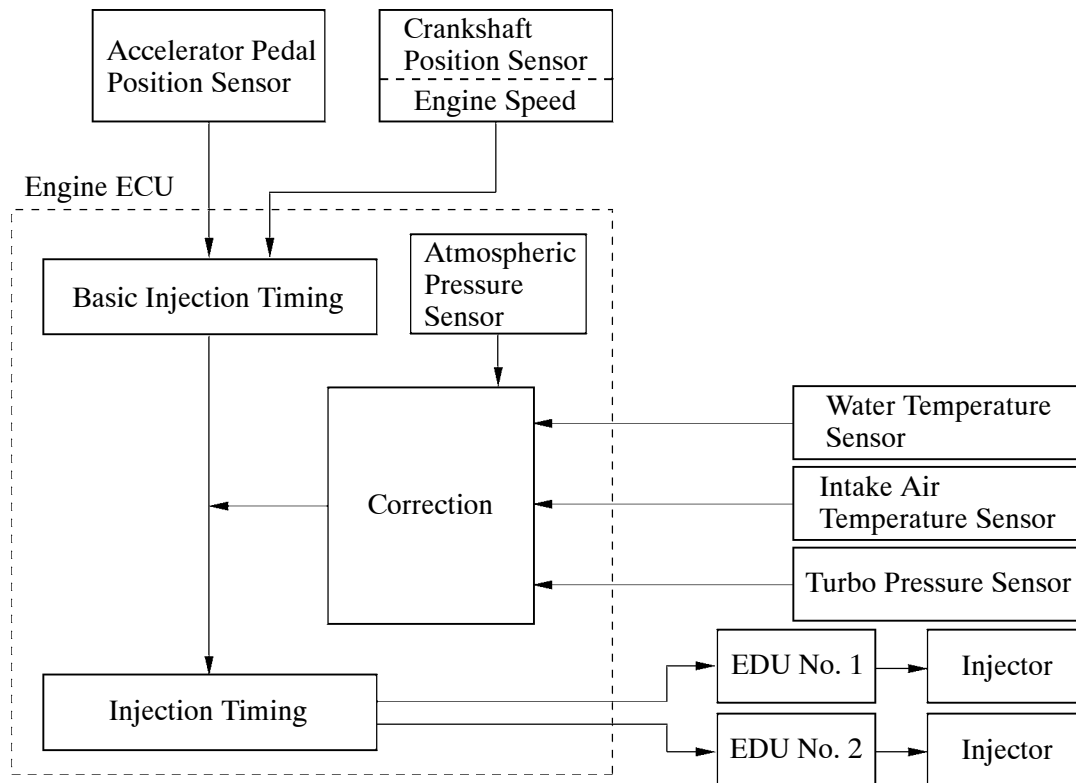 Accelerator Pedal
Position Sensor
Crankshaft
Position Sensor
Engine Speed
Engine ECU
Basic Injection Timing
Atmospheric
Pressure
Sensor
Water Temperature
Sensor
Correction
Intake Air
Temperature Sensor
Turbo Pressure Sensor
EDU No. 1
Injector
Injection Timing
EDU No. 2
Injector